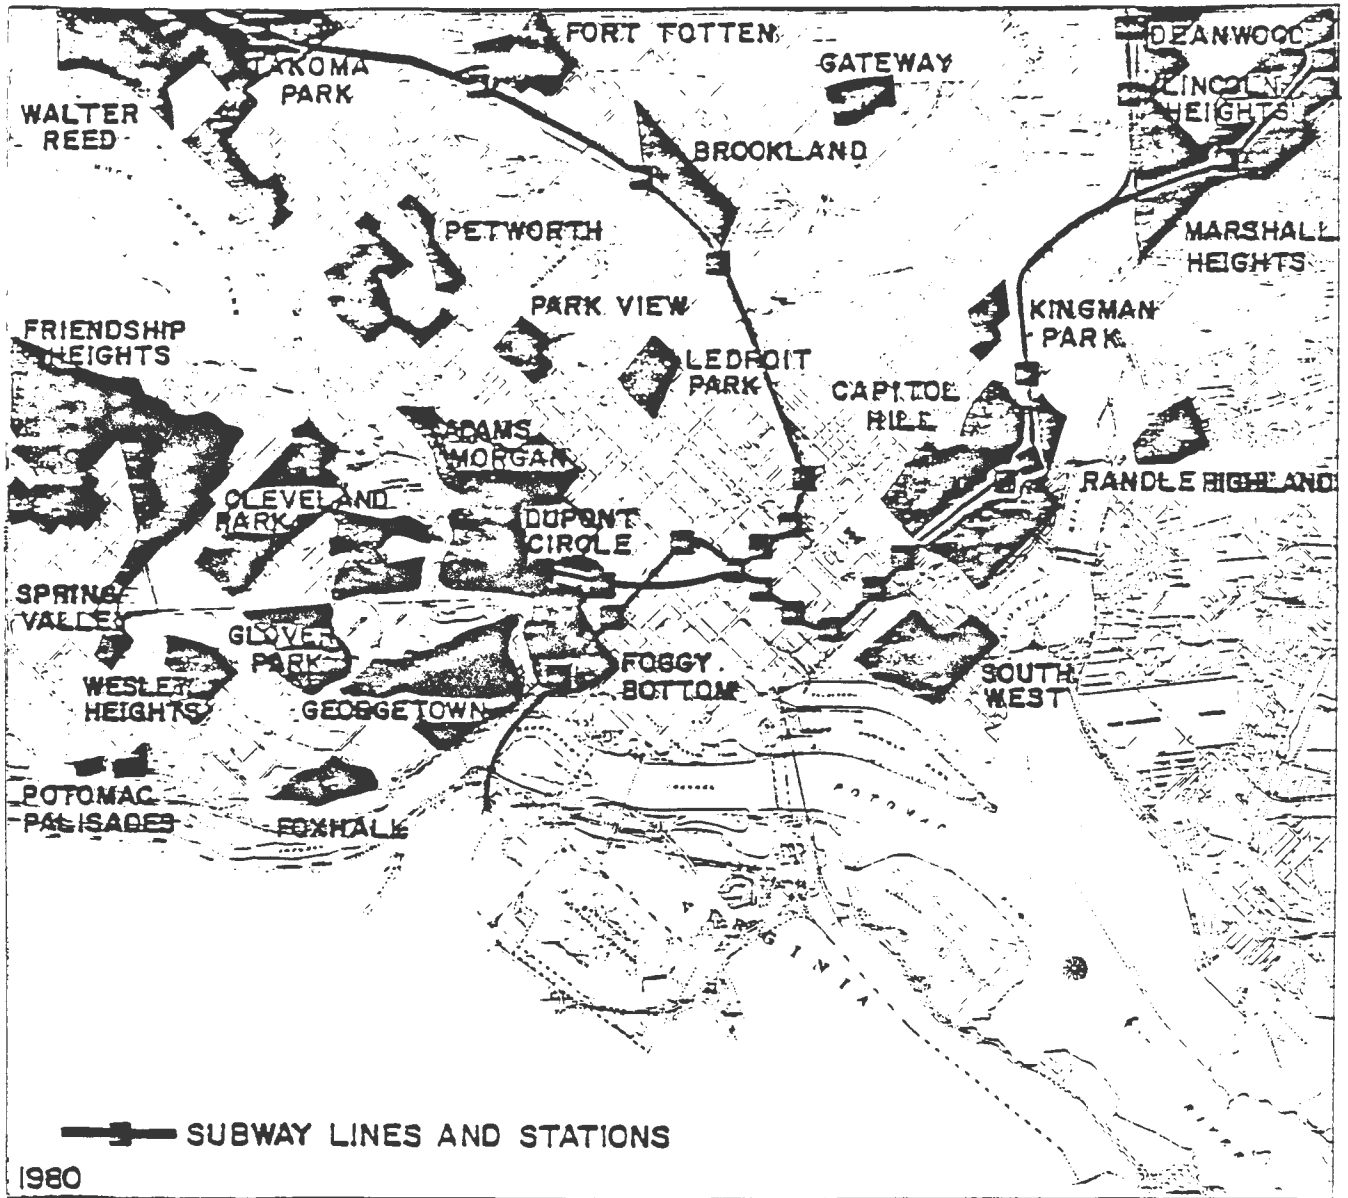 FORT TOTTEN
DEANWOOD
TAKOMA
PARK
GATEWAY
LINCOLN
HEIGHTS
WALTER
REED
BROOKLAND
PETWORTH
MARSHALL
HEIGHTS
PARK VIEW
KINGMAN
PARK
FRIENDSHIP
HEIGHTS
LEDROIT
PARK
CAPITOL
HILL
ADAMS
MORGAN
RANDLE HIGHLAND
CLEVELAND
PARK
DUPONT
CIRCLE
SPRING
VALLEY
GLOVER
PARK
FOGGY
BOTTOM
SOUTH
WEST
WESLEY
HEIGHTS
GEORGETOWN
POTOMAC
PALISADES
POTOMAC
FOXHALL
VIRGINIA
SUBWAY LINES AND STATIONS
1980